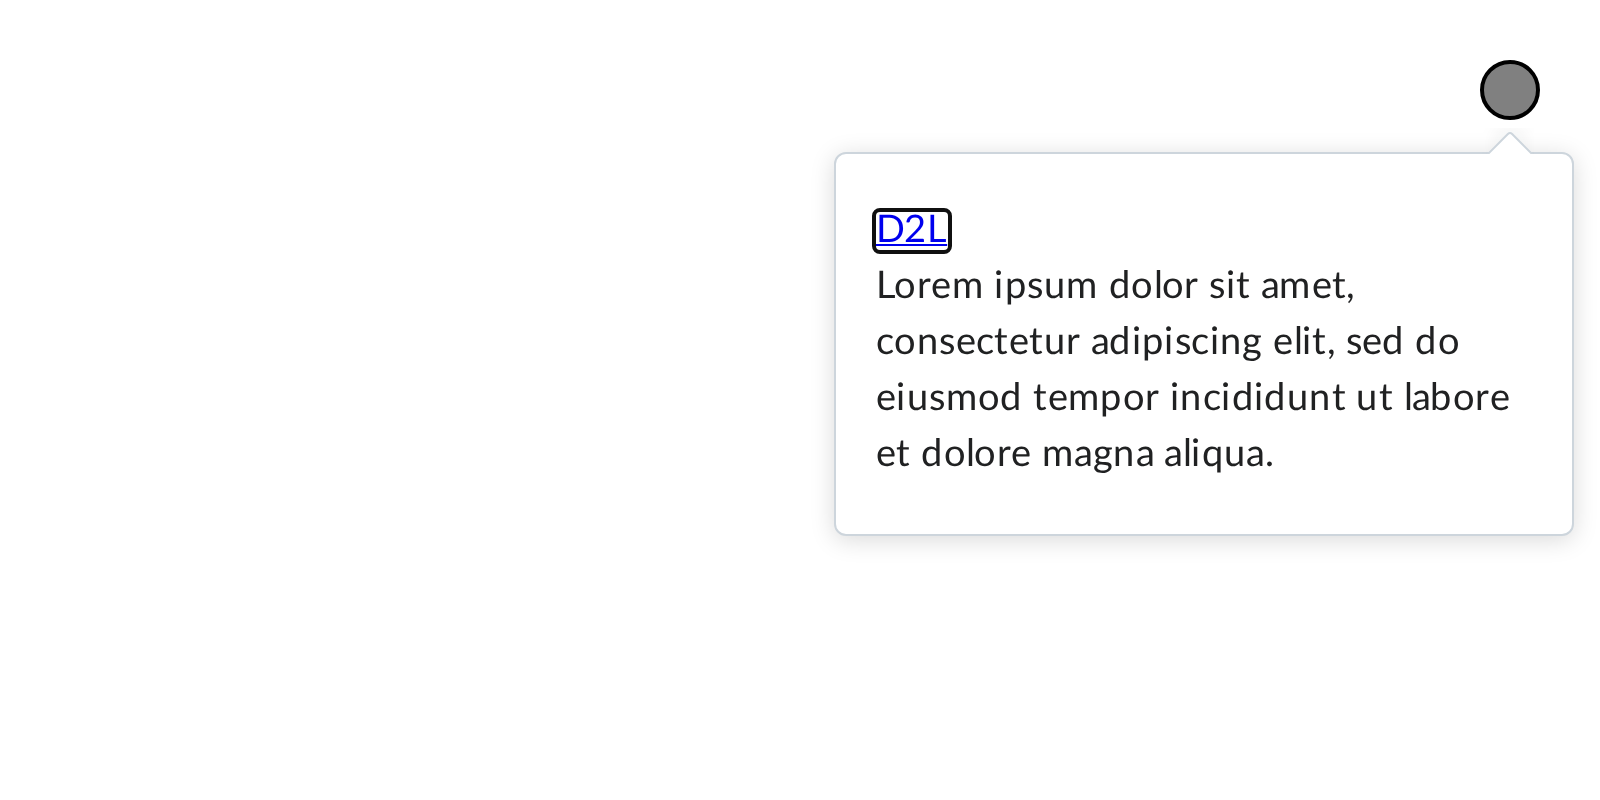 D2L
Lorem ipsum dolor sit amet,
consectetur adipiscing elit, sed do
eiusmod tempor incididunt ut labore
et dolore magna aliqua.